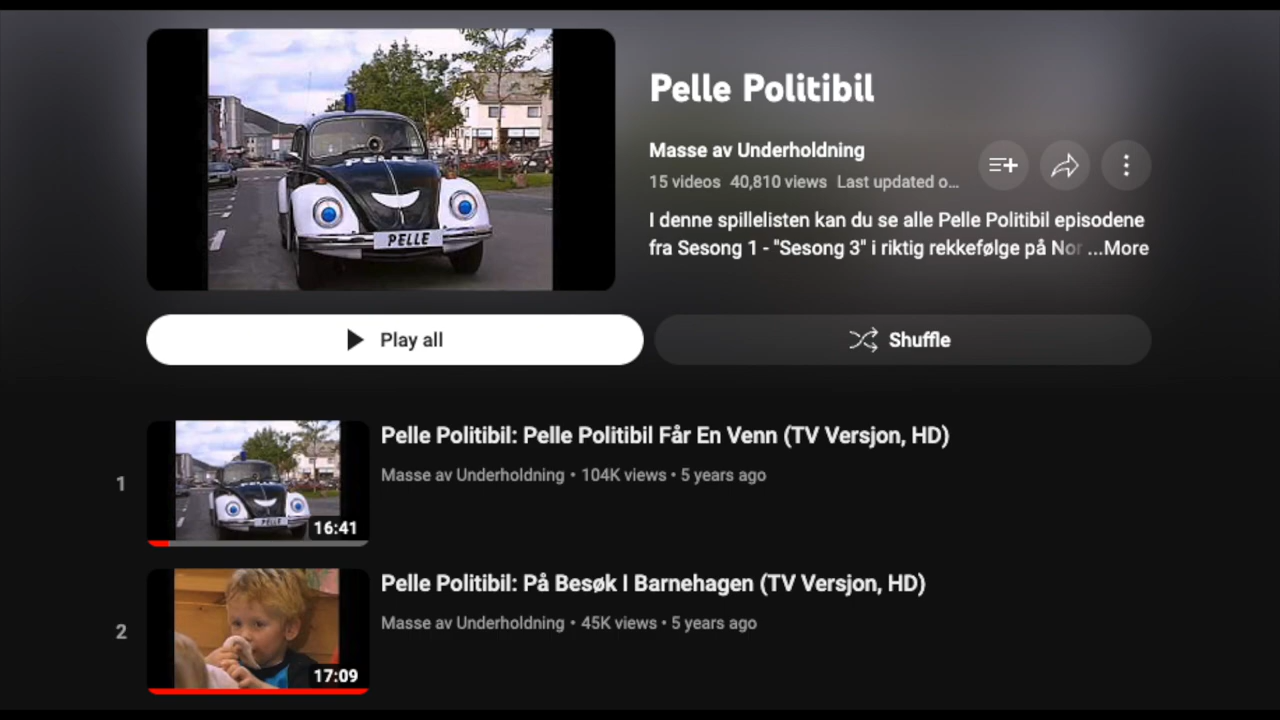 Pelle Politibil
Masse av Underholdning
15 videos 40,810 views Last updated o...
I denne spillelisten kan du se alle Pelle Politibil episodene
fra Sesong 1 - "Sesong 3" i riktig rekkefølge på Nor ...More
PELLE
Play all
Shuffle
1
Pelle Politibil: Pelle Politibil Får En Venn (TV Versjon, HD)
Masse av Underholdning • 104K views • 5 years ago
PELLE
16:41
2
Pelle Politibil: På Besøk I Barnehagen (TV Versjon, HD)
Masse av Underholdning • 45K views • 5 years ago
17:09